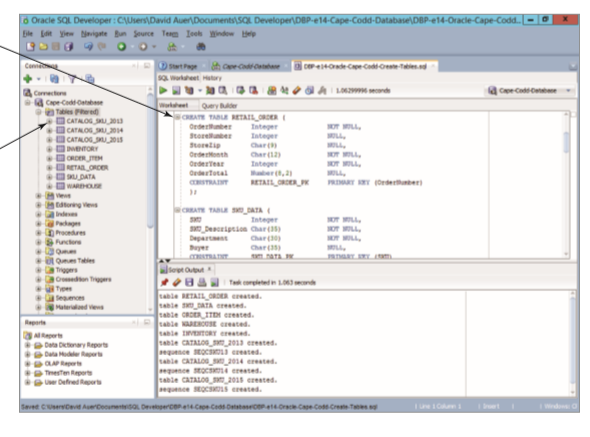 Oracle SQL Developer : C:\Users\David Auer\Documents\SQL Developer\DBP-e14-Cape-Codd-Database\DBP-e14-Oracle-Cape-Codd...
File Edit View Navigate Run Source Team Tools Window Help
Connections
Connections
Cape-Codd-Database
Tables (Filtered)
CATALOG_SKU_2013
CATALOG_SKU_2014
CATALOG_SKU_2015
INVENTORY
ORDER_ITEM
RETAIL_ORDER
SKU_DATA
WAREHOUSE
Views
Editioning Views
Indexes
Packages
Procedures
Functions
Queues
Queues Tables
Triggers
Crossedition Triggers
Types
Sequences
Materialized Views
Reports
All Reports
Data Dictionary Reports
Data Modeler Reports
OLAP Reports
TimesTen Reports
User Defined Reports
Start Page Cape-Codd-Database DBP-e14-Oracle-Cape-Codd-Create-Tables.sql
SQL Worksheet History
1.06299996 seconds
Cape-Codd-Database
Worksheet Query Builder
CREATE TABLE RETAIL_ORDER (
OrderNumber Integer NOT NULL,
StoreNumber Integer NOT NULL,
StoreZip Char(9) NOT NULL,
OrderMonth Char(12) NOT NULL,
OrderYear Integer NOT NULL,
OrderTotal Number(8,2) NULL,
CONSTRAINT RETAIL_ORDER_PK PRIMARY KEY (OrderNumber)
);
CREATE TABLE SKU_DATA (
SKU Integer NOT NULL,
SKU_Description Char(35) NOT NULL,
Department Char(30) NOT NULL,
Buyer Char(35) NULL,
CONSTRAINT SKU_DATA_PK PRIMARY KEY (SKU)
Script Output
Task completed in 1.063 seconds
table RETAIL_ORDER created.
table SKU_DATA created.
table ORDER_ITEM created.
table WAREHOUSE created.
table INVENTORY created.
table CATALOG_SKU_2013 created.
sequence SEQCSKU13 created.
table CATALOG_SKU_2014 created.
sequence SEQCSKU14 created.
table CATALOG_SKU_2015 created.
sequence SEQCSKU15 created.
Saved: C:\Users\David Auer\Documents\SQL Developer\DBP-e14-Cape-Codd-Database\DBP-e14-Oracle-Cape-Codd-Create-Tables.sql
Line 1 Column 1
Insert